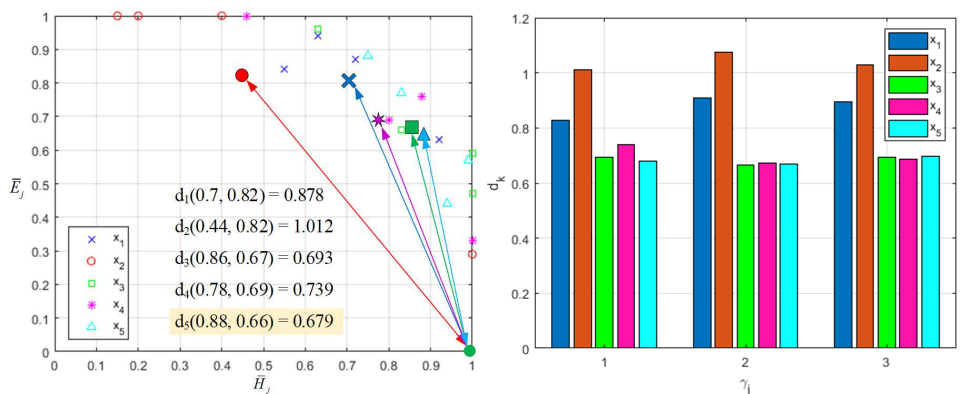 1
0.9
0.8
0.7
0.6
0.5
0.4
0.3
0.2
0.1
0
Ē_j
d₁(0.7, 0.82) = 0.878
d₂(0.44, 0.82) = 1.012
d₃(0.86, 0.67) = 0.693
d₄(0.78, 0.69) = 0.739
d₅(0.88, 0.66) = 0.679
x₁
x₂
x₃
x₄
x₅
0 0.1 0.2 0.3 0.4 0.5 0.6 0.7 0.8 0.9 1
H̄_j
1.2
1
0.8
0.6
0.4
0.2
0
d_k
x₁
x₂
x₃
x₄
x₅
1 2 3
γ_j